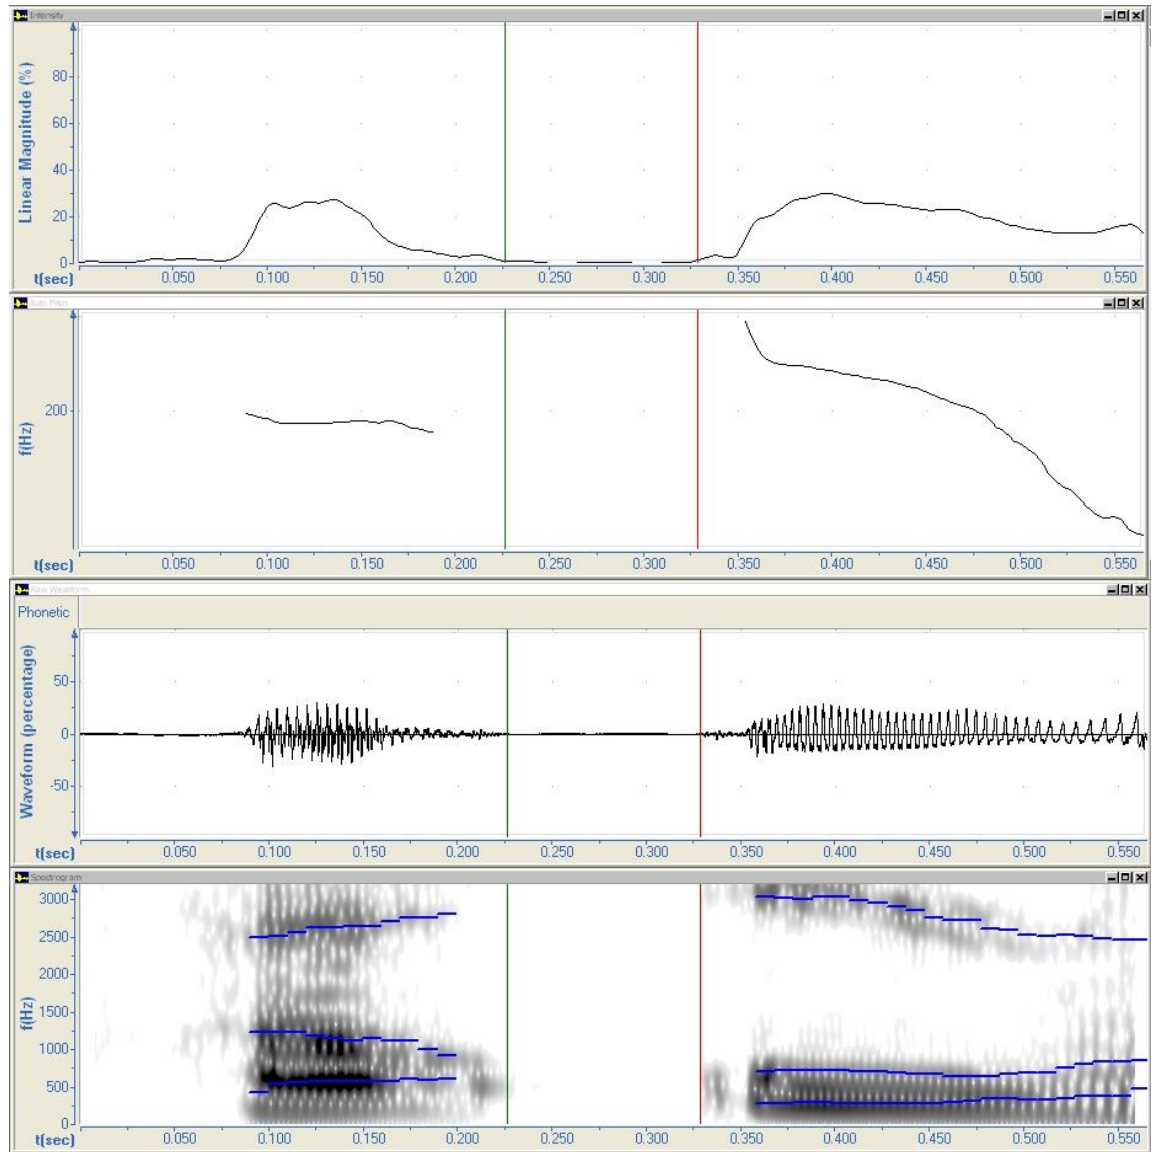 Intensity
Linear Magnitude (%)
80
60
40
20
0
t(sec) 0.050 0.100 0.150 0.200 0.250 0.300 0.350 0.400 0.450 0.500 0.550
Auto Pitch
f(Hz)
200
t(sec) 0.050 0.100 0.150 0.200 0.250 0.300 0.350 0.400 0.450 0.500 0.550
Raw Waveform
Phonetic
Waveform (percentage)
50
0
-50
t(sec) 0.050 0.100 0.150 0.200 0.250 0.300 0.350 0.400 0.450 0.500 0.550
Spectrogram
f(Hz)
3000
2500
2000
1500
1000
500
0
t(sec) 0.050 0.100 0.150 0.200 0.250 0.300 0.350 0.400 0.450 0.500 0.550